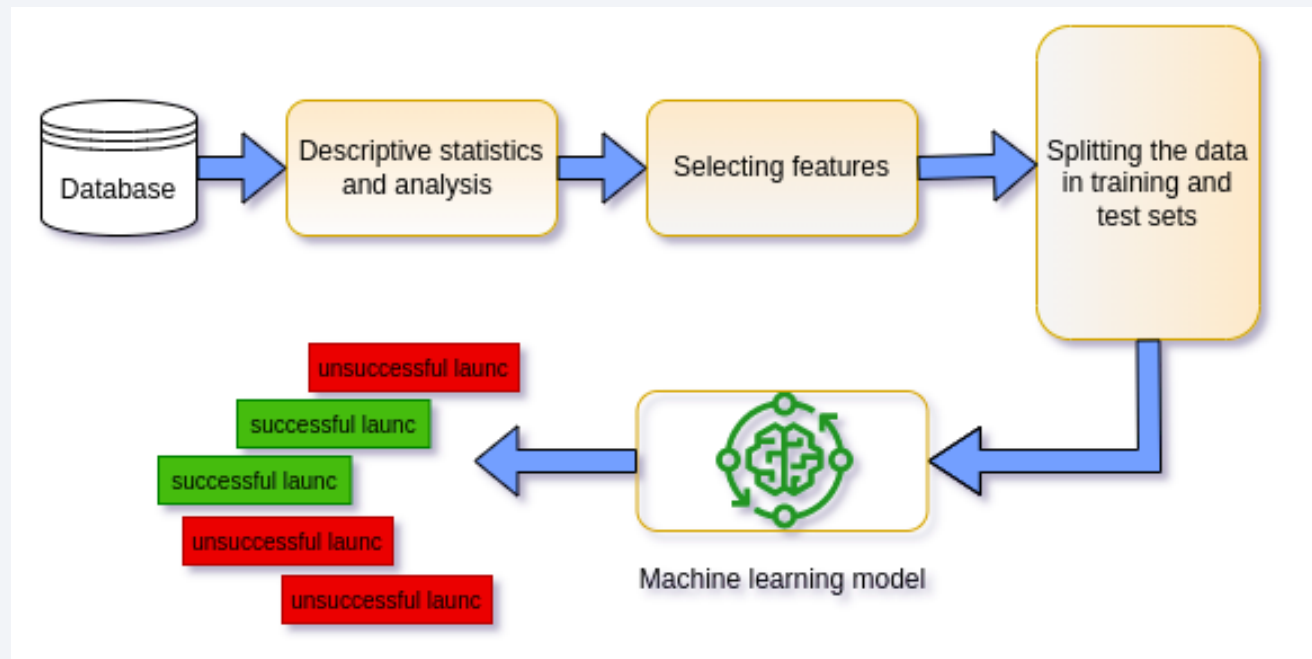 Database
Descriptive statistics
and analysis
Selecting features
Splitting the data
in training and
test sets
unsuccessful launc
successful launc
successful launc
unsuccessful launc
unsuccessful launc
Machine learning model